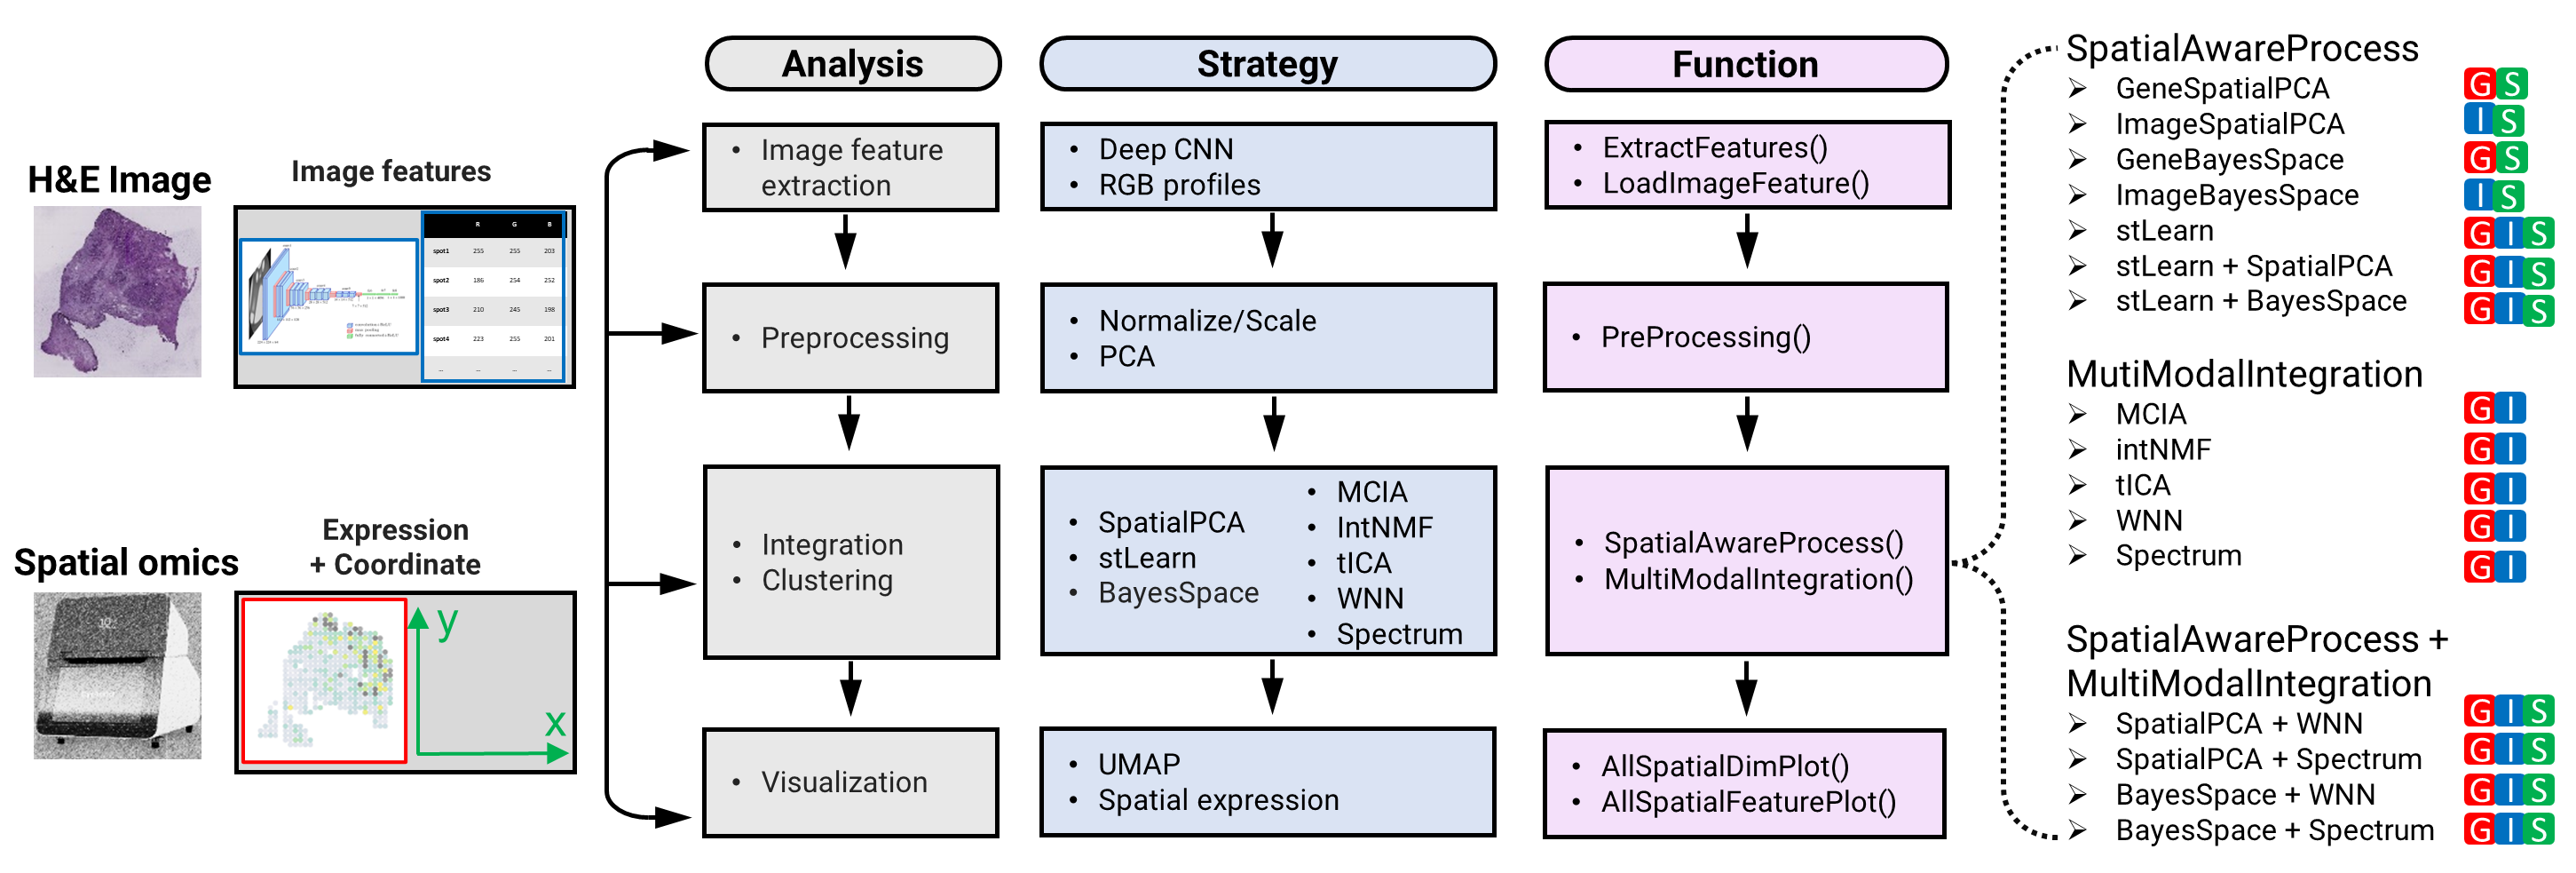 Analysis
Strategy
Function
H&E Image
Image features
R G B
spot1 255 255 203
spot2 186 254 252
spot3 210 245 198
spot4 223 255 201
... ... ... ...
Spatial omics
Expression
+ Coordinate
y
x
• Image feature
extraction
• Deep CNN
• RGB profiles
• ExtractFeatures()
• LoadImageFeature()
• Preprocessing
• Normalize/Scale
• PCA
• PreProcessing()
• Integration
• Clustering
• SpatialPCA
• stLearn
• BayesSpace
• MCIA
• IntNMF
• tICA
• WNN
• Spectrum
• SpatialAwareProcess()
• MultiModalIntegration()
• Visualization
• UMAP
• Spatial expression
• AllSpatialDimPlot()
• AllSpatialFeaturePlot()
SpatialAwareProcess
➢ GeneSpatialPCA G S
➢ ImageSpatialPCA I S
➢ GeneBayesSpace G S
➢ ImageBayesSpace I S
➢ stLearn G I S
➢ stLearn + SpatialPCA G I S
➢ stLearn + BayesSpace G I S
MutiModalIntegration
➢ MCIA G I
➢ intNMF G I
➢ tICA G I
➢ WNN G I
➢ Spectrum G I
SpatialAwareProcess +
MultiModalIntegration
➢ SpatialPCA + WNN G I S
➢ SpatialPCA + Spectrum G I S
➢ BayesSpace + WNN G I S
➢ BayesSpace + Spectrum G I S